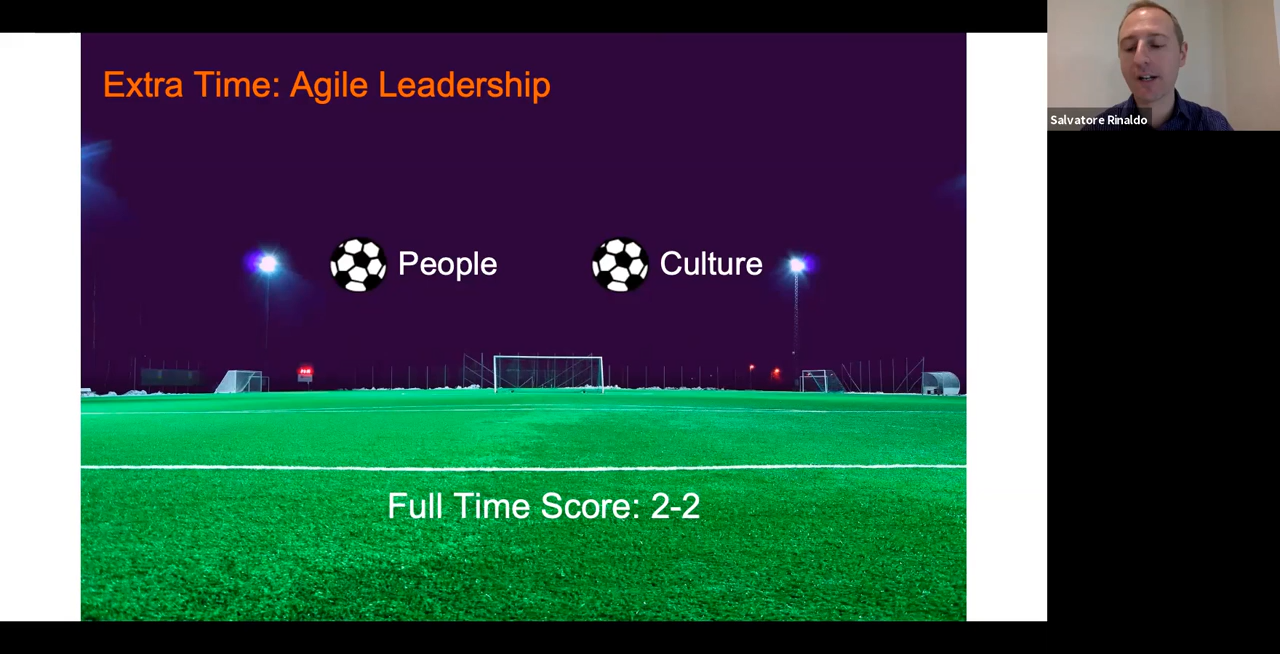 Extra Time: Agile Leadership
People
Culture
Full Time Score: 2-2
Salvatore Rinaldo